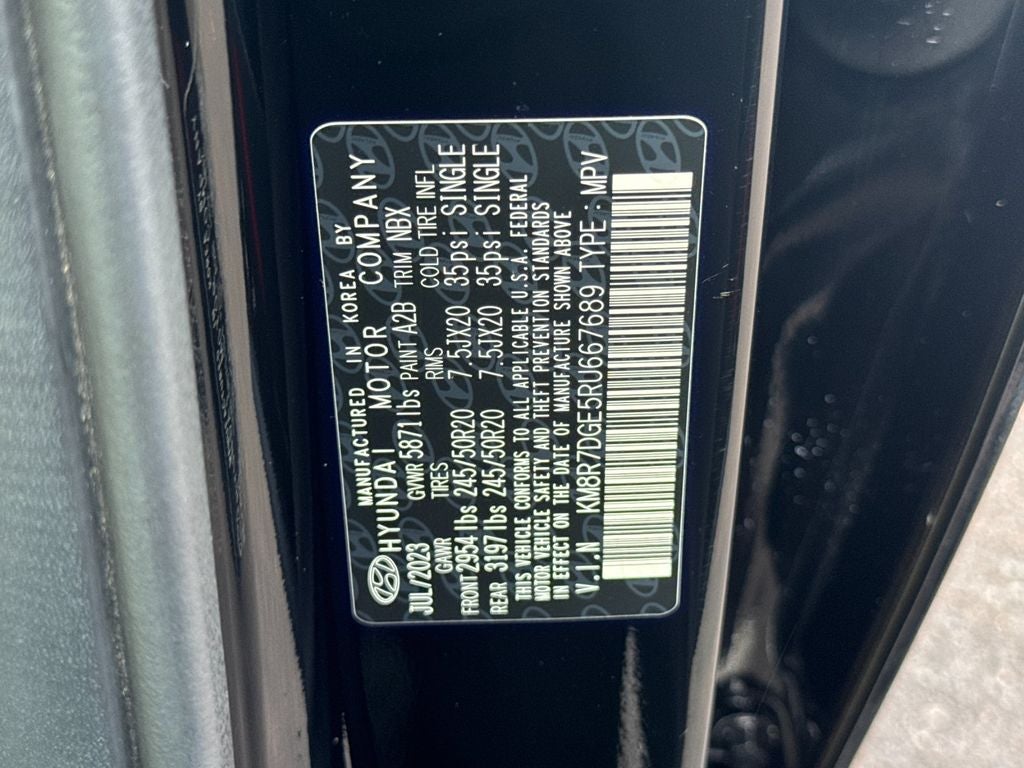 MANUFACTURED IN KOREA BY
HYUNDAI MOTOR COMPANY
JUL/2023 GVWR 5871lbs PAINT A2B TRIM NBX
GAWR TIRES RIMS COLD TIRE INFL
FRONT 2954 lbs 245/50R20 7.5JX20 35psi SINGLE
REAR 3197 lbs 245/50R20 7.5JX20 35psi SINGLE
THIS VEHICLE CONFORMS TO ALL APPLICABLE U.S.A. FEDERAL
MOTOR VEHICLE SAFETY AND THEFT PREVENTION STANDARDS
IN EFFECT ON THE DATE OF MANUFACTURE SHOWN ABOVE
V.I.N KM8R7DGE5RU667689 TYPE : MPV